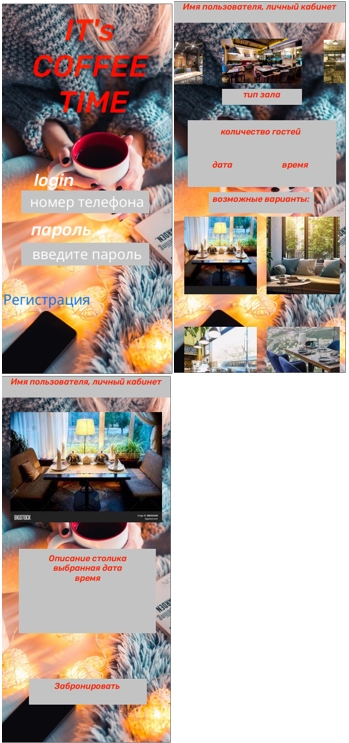 IT's
COFFEE
TIME
login
номер телефона
пароль
введите пароль
Регистрация
Имя пользователя, личный кабинет
тип зала
количество гостей
дата время
возможные варианты:
Имя пользователя, личный кабинет
BIGSTOCK
Описание столика
выбранная дата
время
Забронировать